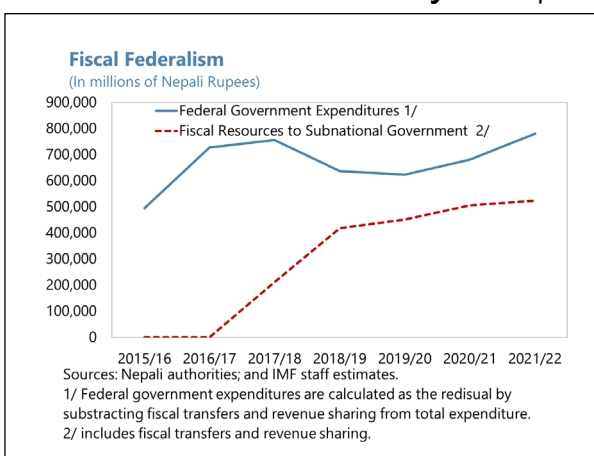 Fiscal Federalism
(In millions of Nepali Rupees)
900,000
800,000
700,000
600,000
500,000
400,000
300,000
200,000
100,000
0
Federal Government Expenditures 1/
Fiscal Resources to Subnational Government 2/
2015/16 2016/17 2017/18 2018/19 2019/20 2020/21 2021/22
Sources: Nepali authorities; and IMF staff estimates.
1/ Federal government expenditures are calculated as the redisual by
substracting fiscal transfers and revenue sharing from total expenditure.
2/ includes fiscal transfers and revenue sharing.